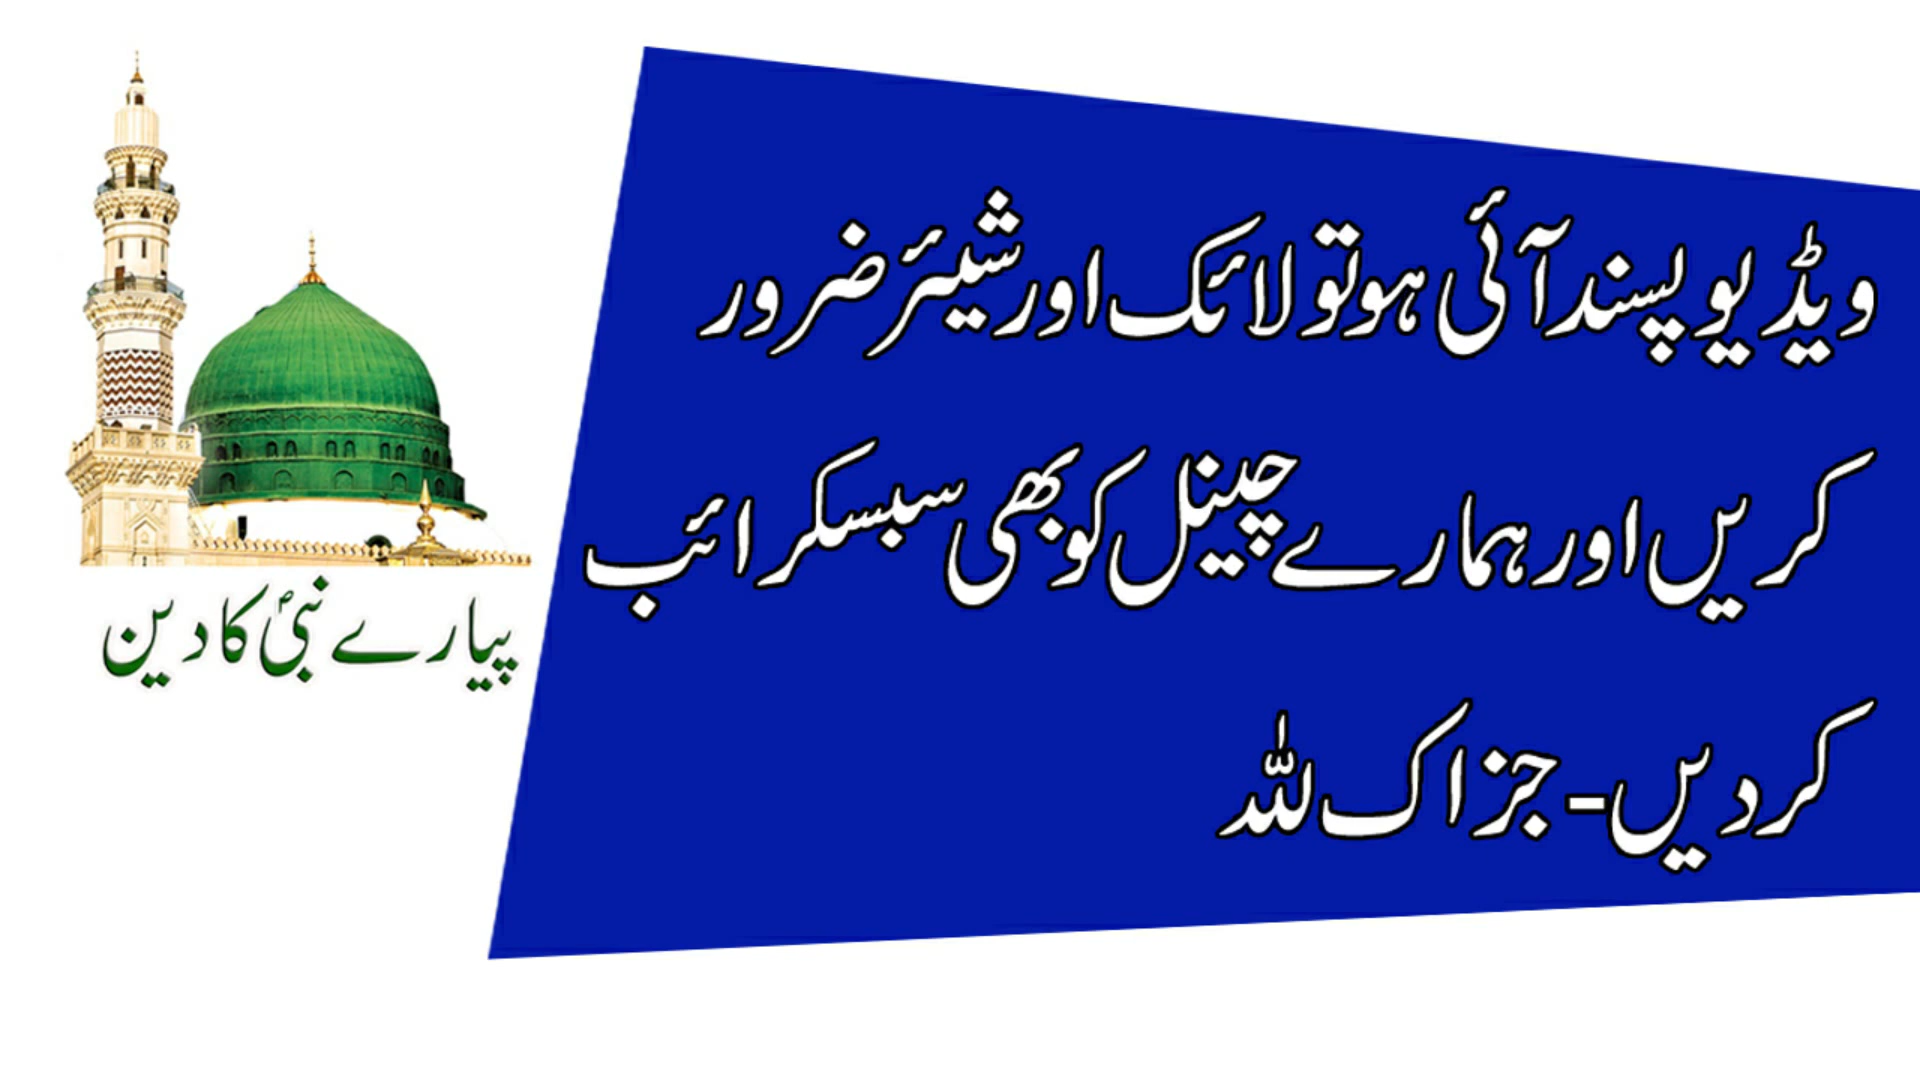 ویڈیو پسند آئی ہو تو لائک اور شیئر ضرور
کریں اور ہمارے چینل کو بھی سبسکرائب
کردیں - جزاک للہ
پیارے نبیؐ کا دین